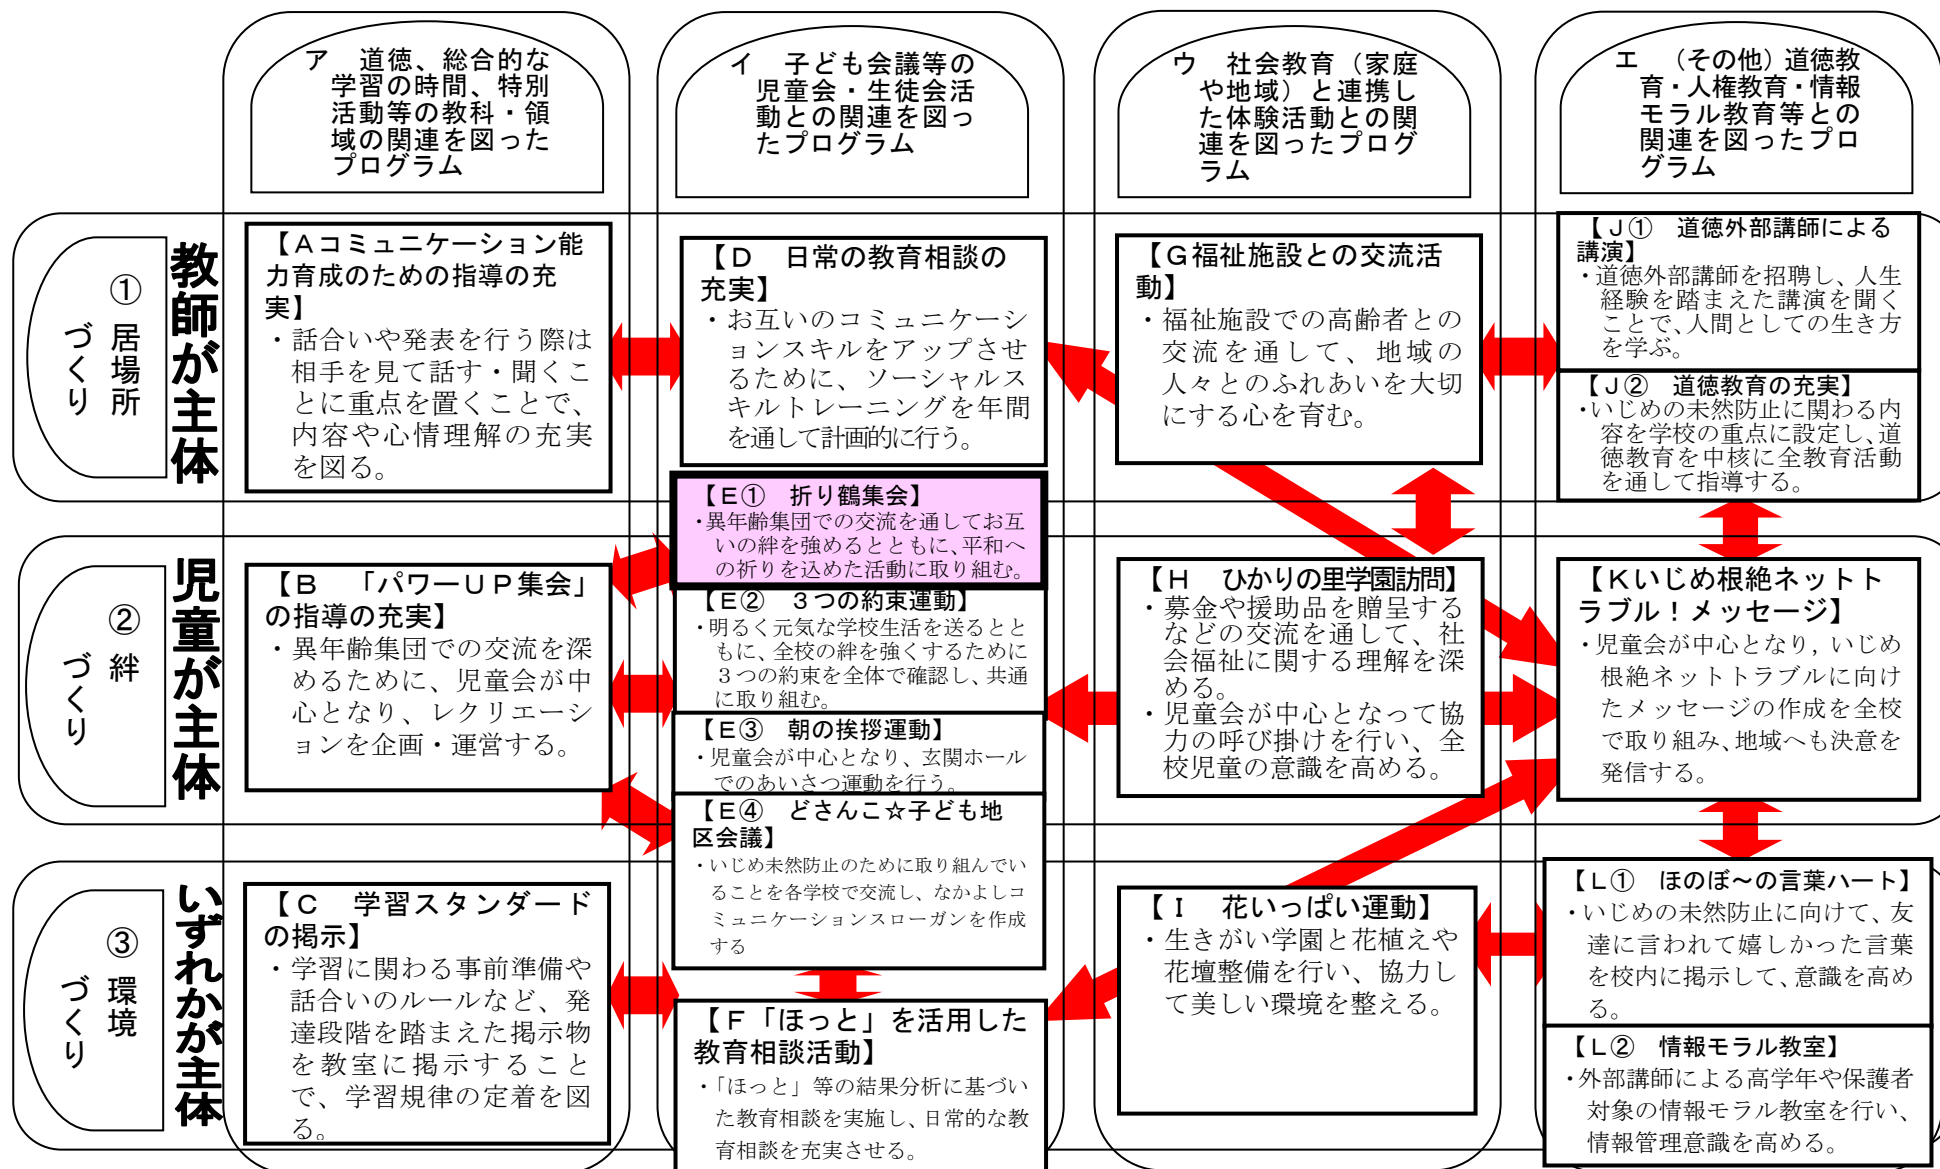 ア　道徳、総合的な
学習の時間、特別
活動等の教科・領
域の関連を図った
プログラム
イ　子ども会議等の
児童会・生徒会活
動との関連を図っ
たプログラム
ウ　社会教育（家庭
や地域）と連携し
た体験活動との関
連を図ったプログ
ラム
エ　（その他）道徳教
育・人権教育・情報
モラル教育等との
関連を図ったプロ
グラム
①居場所
づくり
教師が主体
【Aコミュニケーション能
力育成のための指導の充
実】
・話合いや発表を行う際は
相手を見て話す・聞くこ
とに重点を置くことで、
内容や心情理解の充実
を図る。
【D　日常の教育相談の
充実】
・お互いのコミュニケーシ
ョンスキルをアップさせ
るために、ソーシャルス
キルトレーニングを年間
を通して計画的に行う。
【G福祉施設との交流活
動】
・福祉施設での高齢者との
交流を通して、地域の
人々とのふれあいを大切
にする心を育む。
【J①　道徳外部講師による
講演】
・道徳外部講師を招聘し、人生
経験を踏まえた講演を聞く
ことで、人間としての生き方
を学ぶ。
【J②　道徳教育の充実】
・いじめの未然防止に関わる内
容を学校の重点に設定し、道
徳教育を中核に全教育活動
を通して指導する。
②絆
づくり
児童が主体
【B　「パワーUP集会」
の指導の充実】
・異年齢集団での交流を深
めるために、児童会が中
心となり、レクリエーシ
ョンを企画・運営する。
【E①　折り鶴集会】
・異年齢集団での交流を通してお互
いの絆を強めるとともに、平和へ
の祈りを込めた活動に取り組む。
【E②　３つの約束運動】
・明るく元気な学校生活を送るとと
もに、全校の絆を強くするために
３つの約束を全体で確認し、共通
に取り組む。
【E③　朝の挨拶運動】
・児童会が中心となり、玄関ホール
でのあいさつ運動を行う。
【E④　どさんこ☆子ども地
区会議】
・いじめ未然防止のために取り組んでい
ることを各学校で交流し、なかよしコ
ミュニケーションスローガンを作成
する
【H　ひかりの里学園訪問】
・募金や援助品を贈呈する
などの交流を通して、社
会福祉に関する理解を深
める。
・児童会が中心となって協
力の呼び掛けを行い、全
校児童の意識を高める。
【Kいじめ根絶ネットト
ラブル！メッセージ】
・児童会が中心となり，いじめ
根絶ネットトラブルに向け
たメッセージの作成を全校
で取り組み、地域へも決意を
発信する。
③環境
づくり
いずれかが主体
【C　学習スタンダード
の掲示】
・学習に関わる事前準備や
話合いのルールなど、発
達段階を踏まえた掲示物
を教室に掲示すること
で、学習規律の定着を図
る。
【F「ほっと」を活用した
教育相談活動】
・「ほっと」等の結果分析に基づい
た教育相談を実施し、日常的な教
育相談を充実させる。
【I　花いっぱい運動】
・生きがい学園と花植えや
花壇整備を行い、協力し
て美しい環境を整える。
【L①　ほのぼ～の言葉ハート】
・いじめの未然防止に向けて、友
達に言われて嬉しかった言葉
を校内に掲示して、意識を高め
る。
【L②　情報モラル教室】
・外部講師による高学年や保護者
対象の情報モラル教室を行い、
情報管理意識を高める。